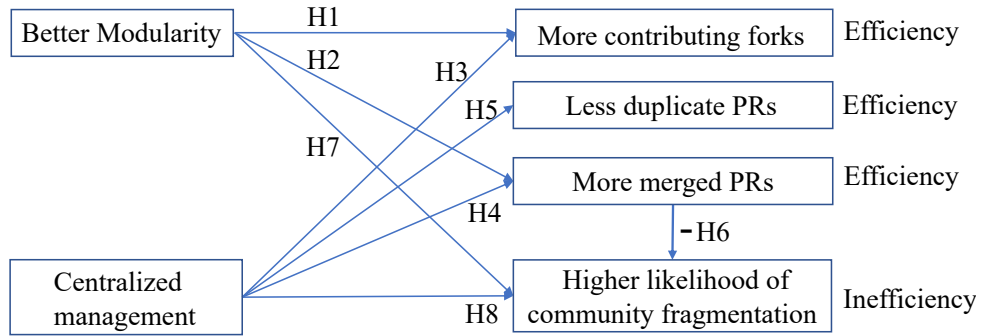 H1
Better Modularity
More contributing forks
Efficiency
H2
H3
H5
Less duplicate PRs
Efficiency
H7
More merged PRs
Efficiency
H4
-H6
Centralized
management
Higher likelihood of
community fragmentation
Inefficiency
H8